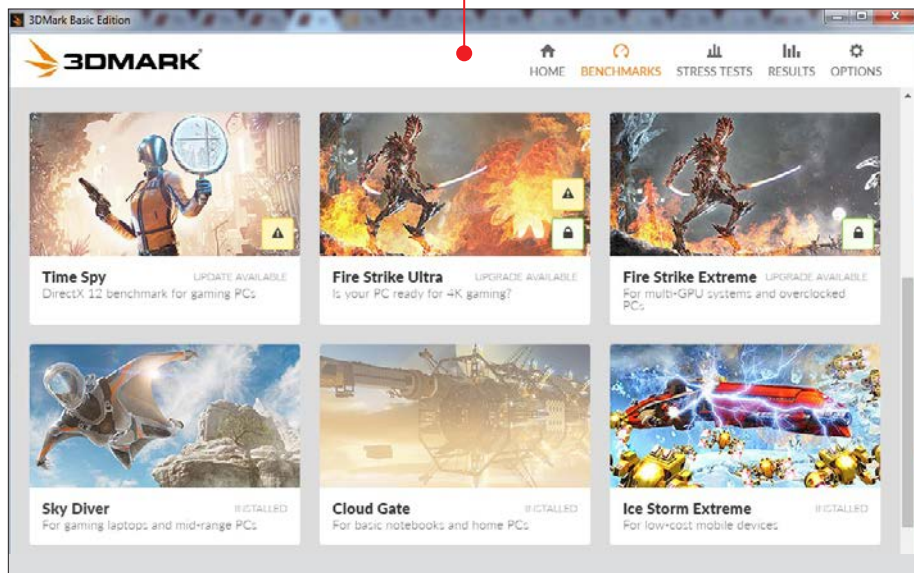 3DMark Basic Edition
3DMARK
HOME BENCHMARKS STRESS TESTS RESULTS OPTIONS
Time Spy UPDATE AVAILABLE
DirectX 12 benchmark for gaming PCs
Fire Strike Ultra UPGRADE AVAILABLE
Is your PC ready for 4K gaming?
Fire Strike Extreme UPGRADE AVAILABLE
For multi-GPU systems and overclocked
PCs
Sky Diver INSTALLED
For gaming laptops and mid-range PCs
Cloud Gate INSTALLED
For basic notebooks and home PCs
Ice Storm Extreme INSTALLED
For low-cost mobile devices